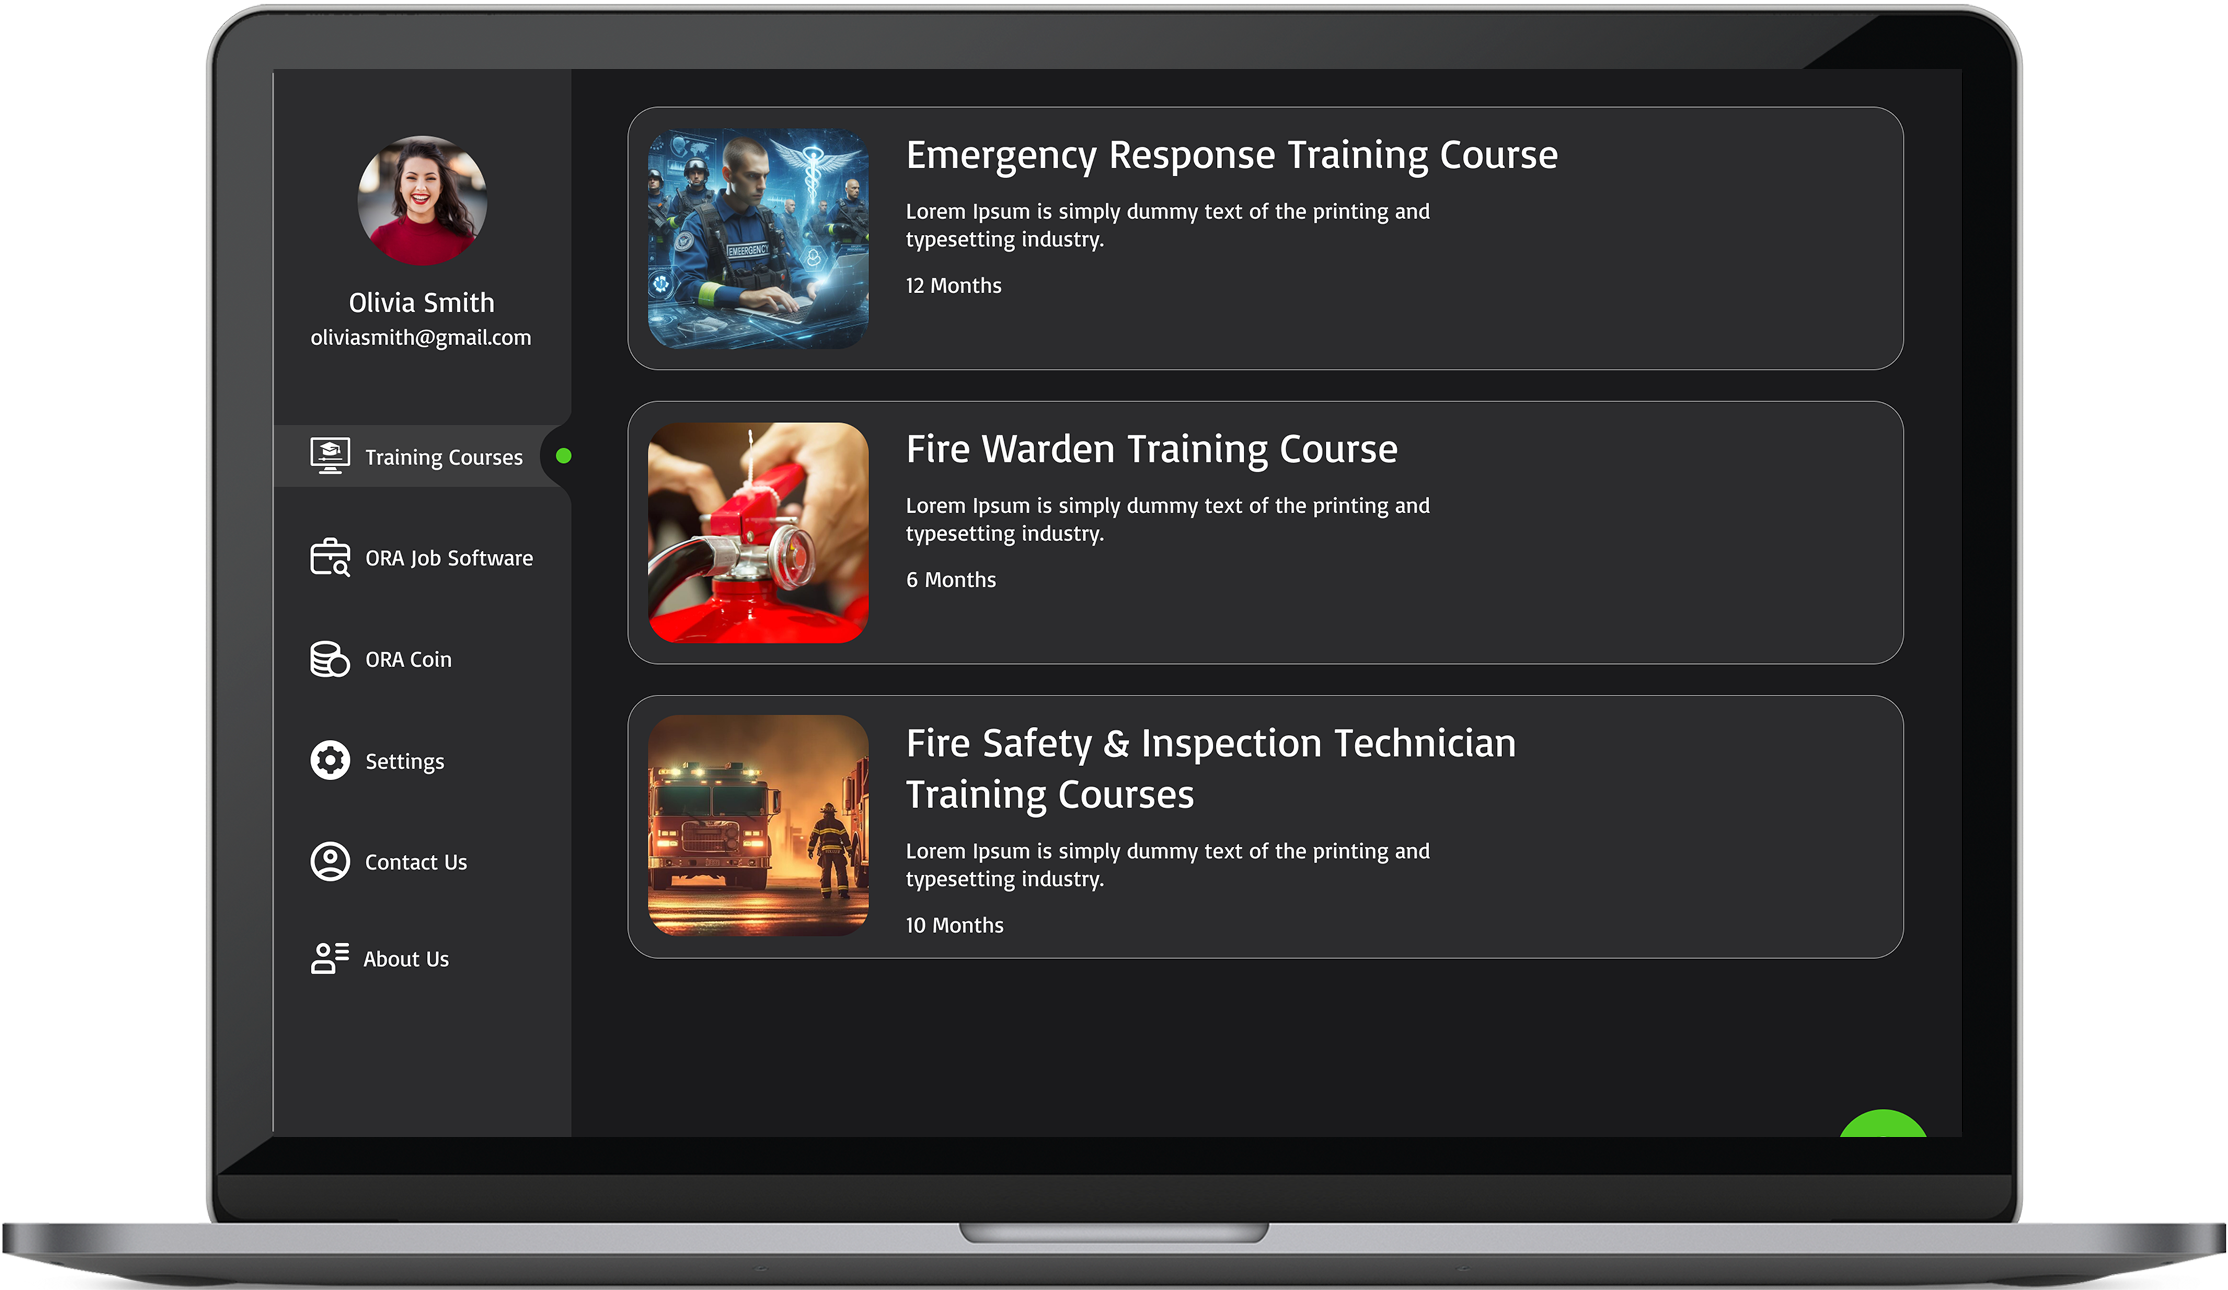 Olivia Smith
oliviasmith@gmail.com
Training Courses
ORA Job Software
ORA Coin
Settings
Contact Us
About Us
Emergency Response Training Course
Lorem Ipsum is simply dummy text of the printing and
typesetting industry.
12 Months
EMEERGENCY
Fire Warden Training Course
Lorem Ipsum is simply dummy text of the printing and
typesetting industry.
6 Months
Fire Safety & Inspection Technician
Training Courses
Lorem Ipsum is simply dummy text of the printing and
typesetting industry.
10 Months